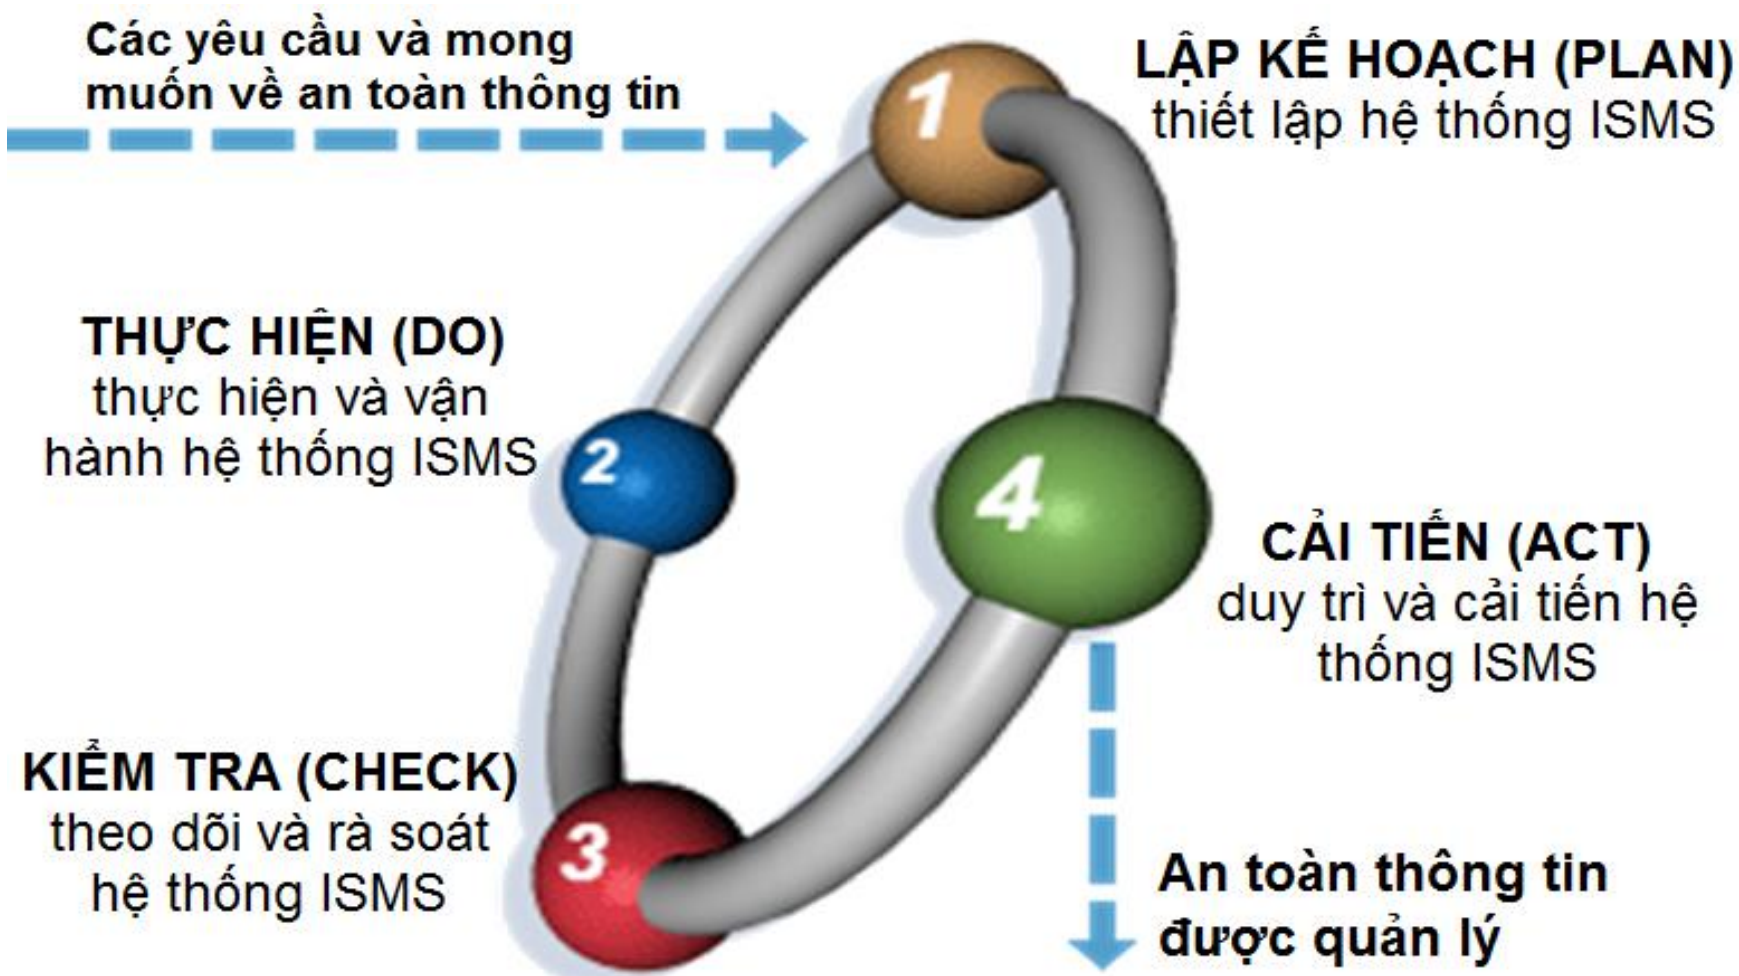 Các yêu cầu và mong
muốn về an toàn thông tin
1
LẬP KẾ HOẠCH (PLAN)
thiết lập hệ thống ISMS
THỰC HIỆN (DO)
thực hiện và vận
hành hệ thống ISMS
2
KIỂM TRA (CHECK)
theo dõi và rà soát
hệ thống ISMS
3
4
CẢI TIẾN (ACT)
duy trì và cải tiến hệ
thống ISMS
An toàn thông tin
được quản lý